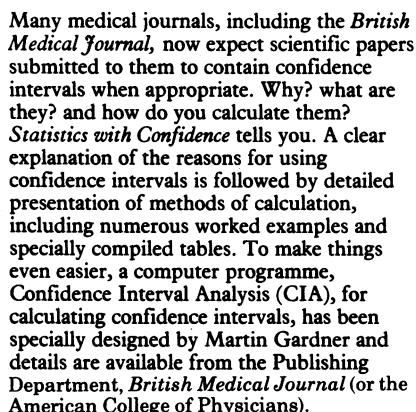 Many medical journals, including the British
Medical Journal, now expect scientific papers
submitted to them to contain confidence
intervals when appropriate. Why? what are
they? and how do you calculate them?
Statistics with Confidence tells you. A clear
explanation of the reasons for using
confidence intervals is followed by detailed
presentation of methods of calculation,
including numerous worked examples and
specially compiled tables. To make things
even easier, a computer programme,
Confidence Interval Analysis (CIA), for
calculating confidence intervals, has been
specially designed by Martin Gardner and
details are available from the Publishing
Department, British Medical Journal (or the
American College of Physicians).